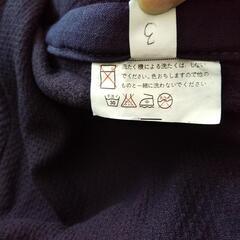 3
洗たく機による洗たくは、しない
でください。色おちしますので他の
ものと一緒に洗わないでください。